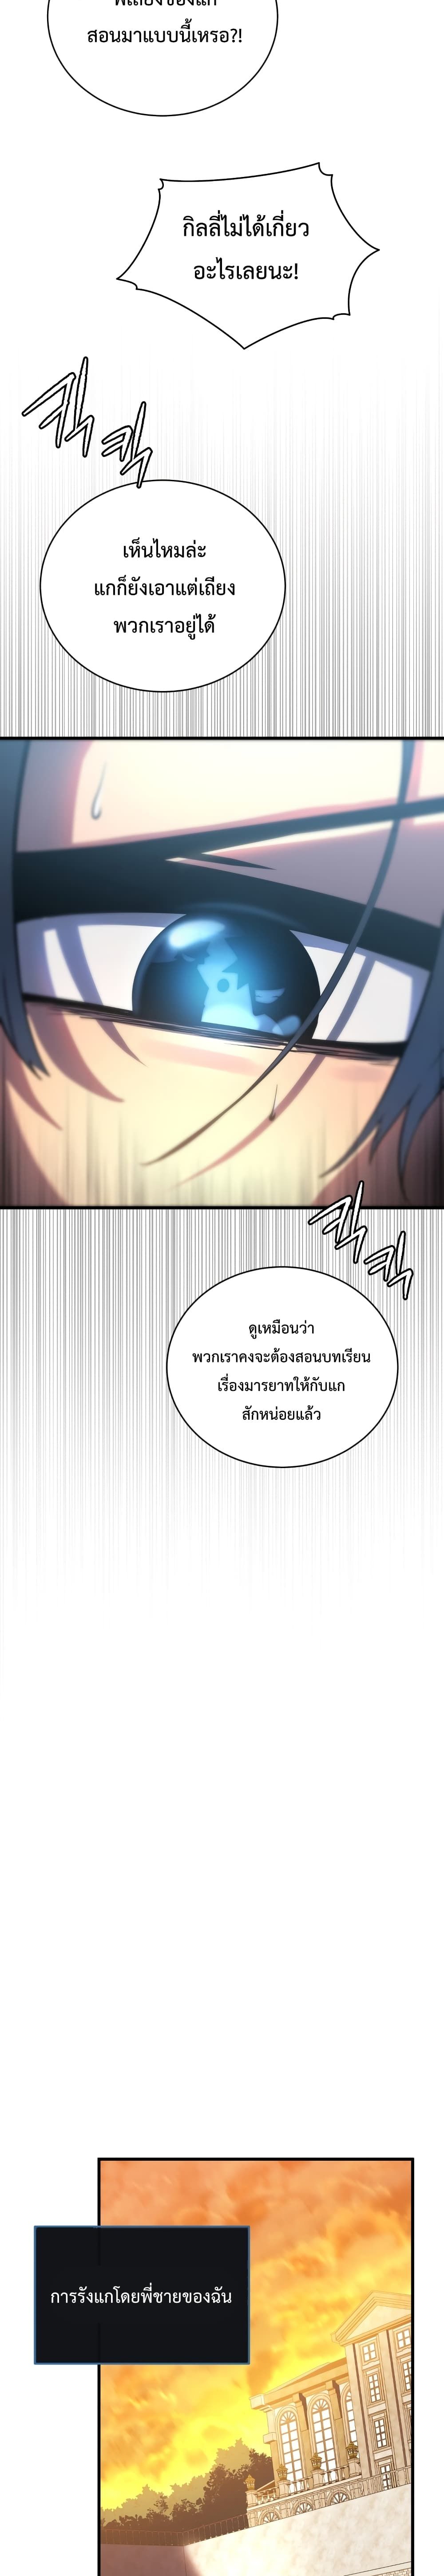 สอนมาแบบนี้เหรอ?!
กิลลี่ไม่ได้เกี่ยว
อะไรเลยนะ!
킥
킥
เห็นไหมล่ะ
แกก็ยังเอาแต่เถียง
พวกเราอยู่ได้
킥
킥
ดูเหมือนว่า
พวกเราคงจะต้องสอนบทเรียน
เรื่องมารยาทให้กับแก
สักหน่อยแล้ว
การรังแกโดยพี่ชายของฉัน